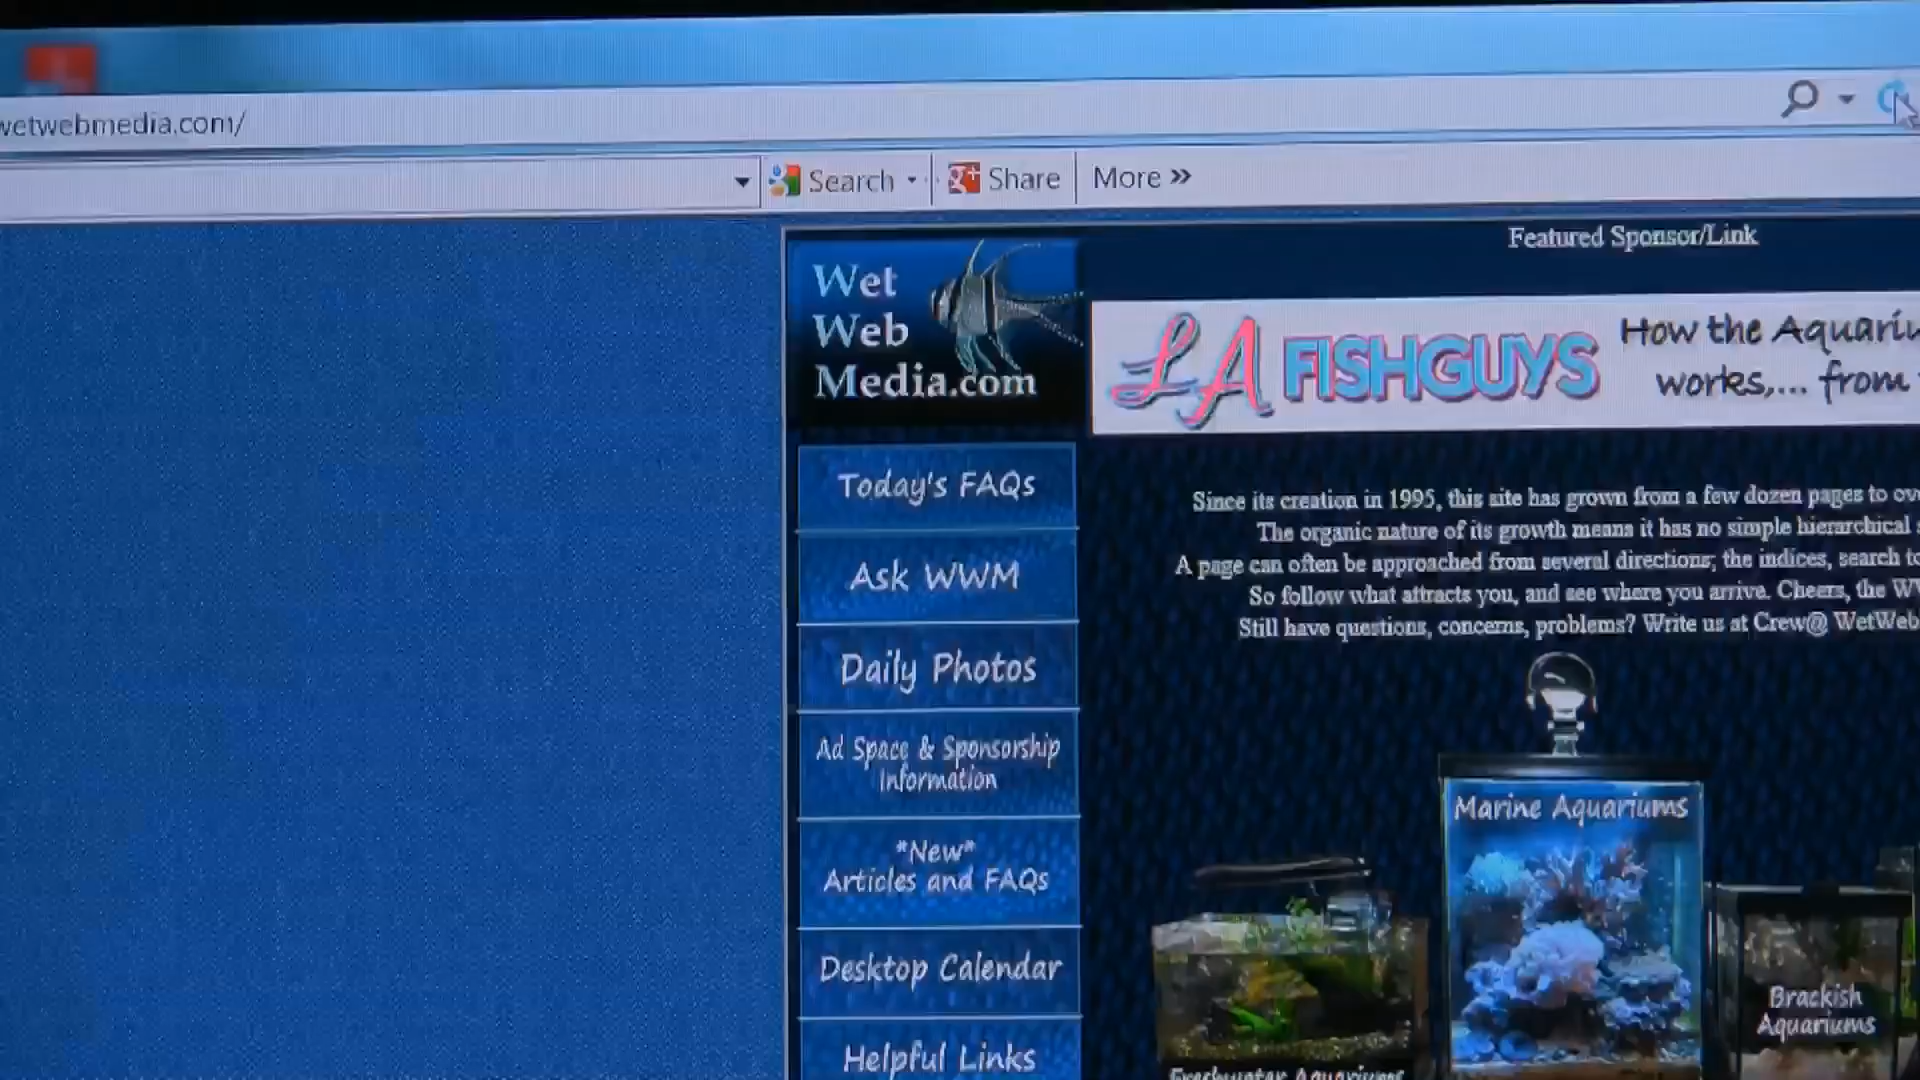 wetwebmedia.com/
Search
Share
More »
Featured Sponsor/Link
Wet
Web
Media.com
LA FISHGUYS
How the
works,.... from
Today's FAQs
Ask WWM
Daily Photos
Ad Space & Sponsorship
Information
*New*
Articles and FAQs
Desktop Calendar
Helpful Links
Since its creation in 1995, this site has grown from a few dozen pages to
The organic nature of its growth means it has no simple hierarchical
A page can often be approached from several directions; the indices, search
So follow what attracts you, and see where you arrive. Cheers, the
Still have questions, concerns, problems? Write us at Crew@ WetWeb
Marine Aquariums
Brackish
Aquariums
Freshwater Aquariums